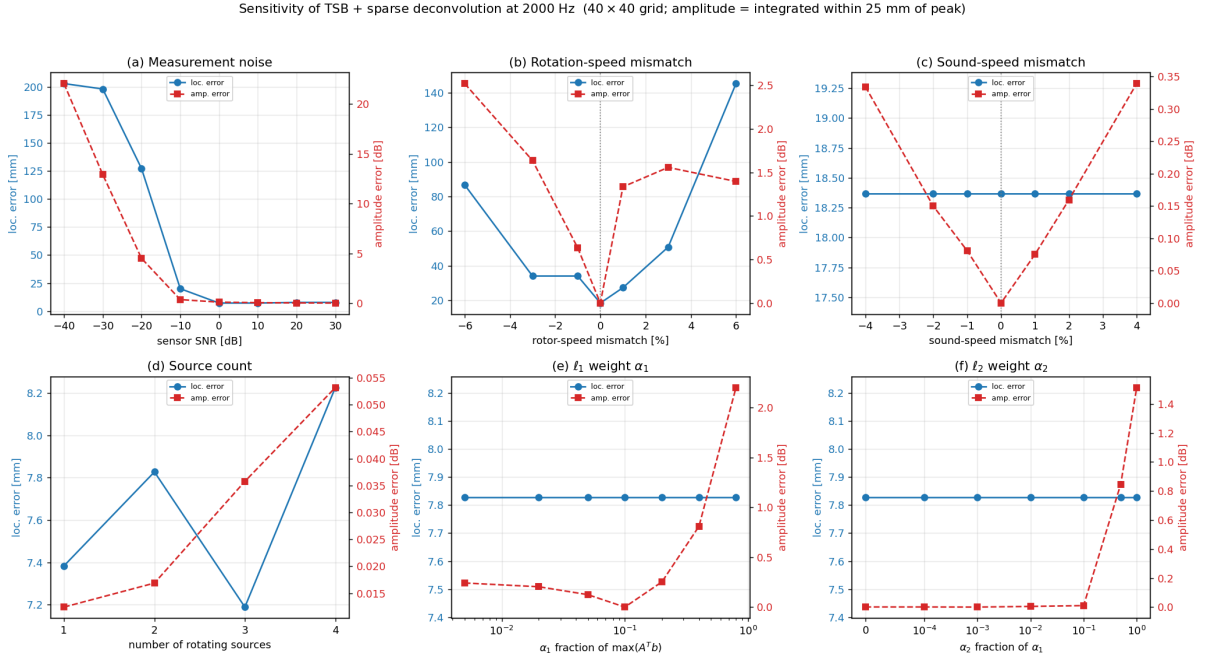 Sensitivity of TSB + sparse deconvolution at 2000 Hz (40 × 40 grid; amplitude = integrated within 25 mm of peak)
(a) Measurement noise
loc. error
amp. error
200
175
150
125
100
75
50
25
0
loc. error [mm]
20
15
10
5
0
amplitude error [dB]
−40 −30 −20 −10 0 10 20 30
sensor SNR [dB]
(b) Rotation-speed mismatch
loc. error
amp. error
140
120
100
80
60
40
20
loc. error [mm]
2.5
2.0
1.5
1.0
0.5
0.0
amplitude error [dB]
−6 −4 −2 0 2 4 6
rotor-speed mismatch [%]
(c) Sound-speed mismatch
loc. error
amp. error
19.25
19.00
18.75
18.50
18.25
18.00
17.75
17.50
loc. error [mm]
0.35
0.30
0.25
0.20
0.15
0.10
0.05
0.00
amplitude error [dB]
−4 −3 −2 −1 0 1 2 3 4
sound-speed mismatch [%]
(d) Source count
loc. error
amp. error
8.2
8.0
7.8
7.6
7.4
7.2
loc. error [mm]
0.055
0.050
0.045
0.040
0.035
0.030
0.025
0.020
0.015
amplitude error [dB]
1 2 3 4
number of rotating sources
(e) ℓ₁ weight α₁
loc. error
amp. error
8.2
8.1
8.0
7.9
7.8
7.7
7.6
7.5
7.4
loc. error [mm]
2.0
1.5
1.0
0.5
0.0
amplitude error [dB]
10⁻² 10⁻¹ 10⁰
α₁ fraction of max(Aᵀb)
(f) ℓ₂ weight α₂
loc. error
amp. error
8.2
8.1
8.0
7.9
7.8
7.7
7.6
7.5
7.4
loc. error [mm]
1.4
1.2
1.0
0.8
0.6
0.4
0.2
0.0
amplitude error [dB]
0 10⁻⁴ 10⁻³ 10⁻² 10⁻¹ 10⁰
α₂ fraction of α₁